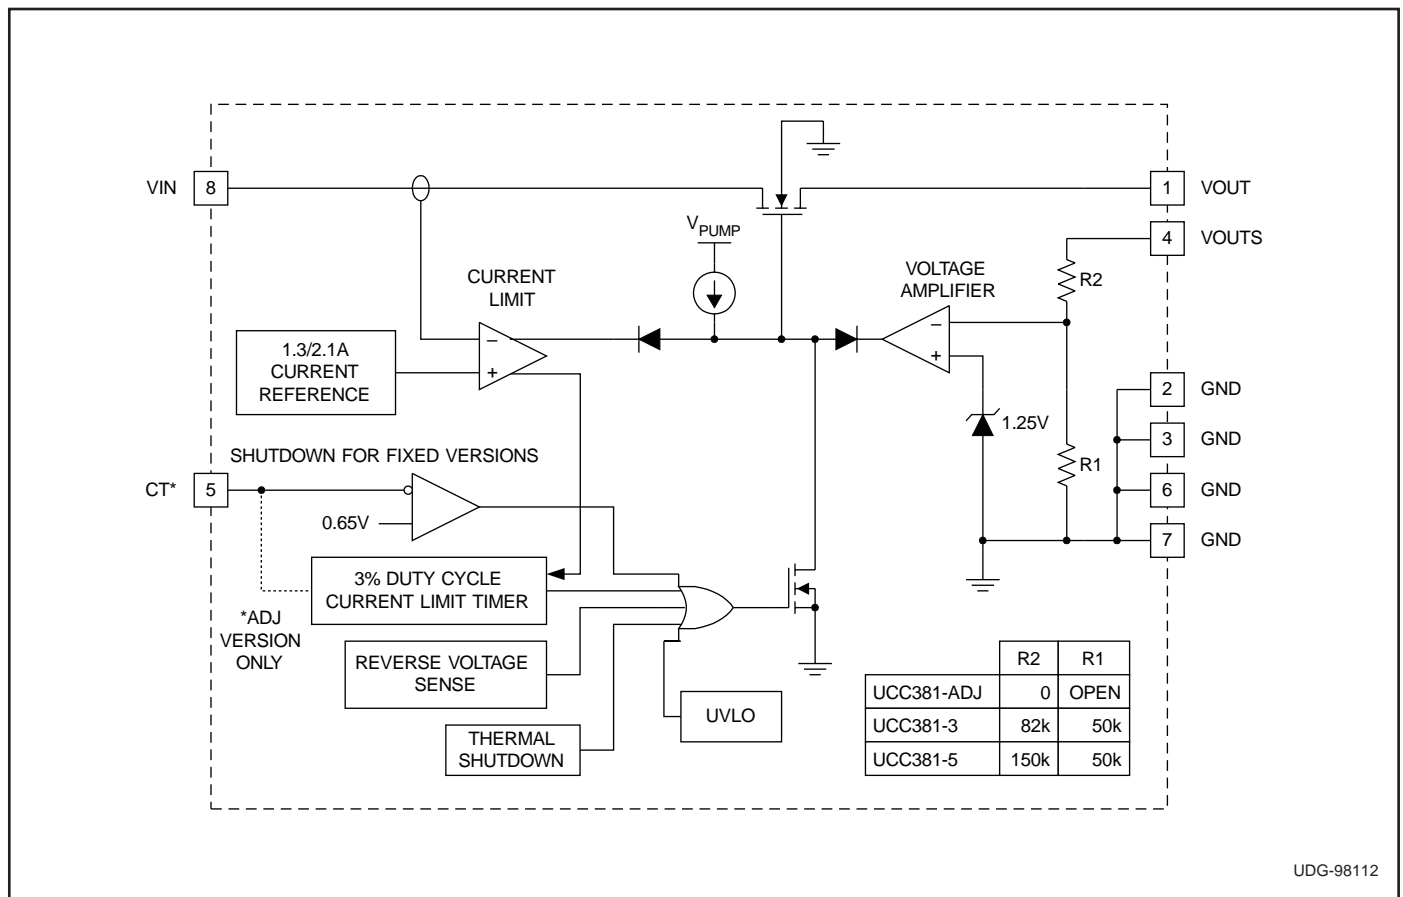 VIN
8
1
VOUT
V PUMP
4
VOUTS
CURRENT
LIMIT
VOLTAGE
AMPLIFIER
R2
–
+
–
+
1.3/2.1A
CURRENT
REFERENCE
2
GND
1.25V
3
GND
SHUTDOWN FOR FIXED VERSIONS
R1
CT*
5
6
GND
0.65V
7
GND
3% DUTY CYCLE
CURRENT LIMIT TIMER
*ADJ
VERSION
ONLY
REVERSE VOLTAGE
SENSE
UVLO
THERMAL
SHUTDOWN
R2 R1
UCC381-ADJ 0 OPEN
UCC381-3 82k 50k
UCC381-5 150k 50k
UDG-98112